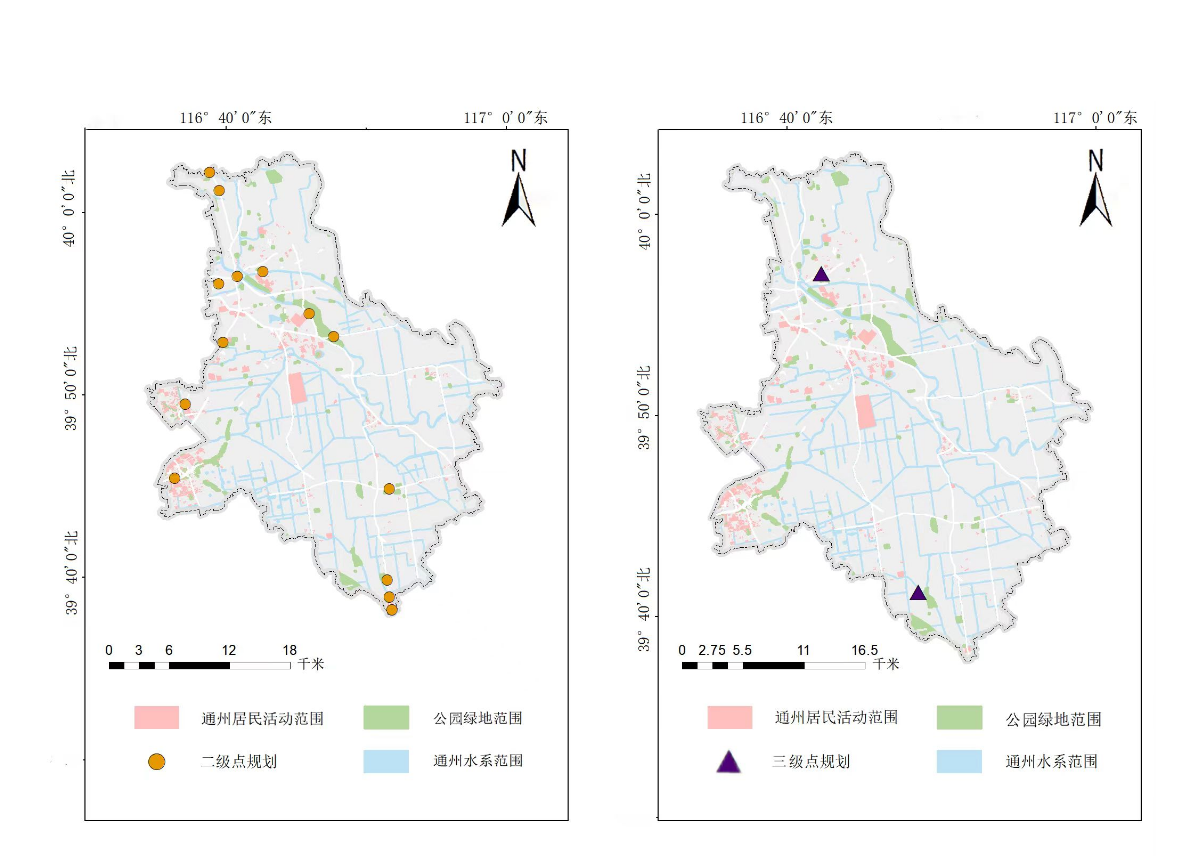 116° 40′0″东
117° 0′0″东
40° 0′0″北
39° 50′0″北
39° 40′0″北
N
0 3 6 12 18 千米
通州居民活动范围
公园绿地范围
二级点规划
通州水系范围
116° 40′0″东
117° 0′0″东
40° 0′0″北
39° 50′0″北
39° 40′0″北
N
0 2.75 5.5 11 16.5 千米
通州居民活动范围
公园绿地范围
三级点规划
通州水系范围